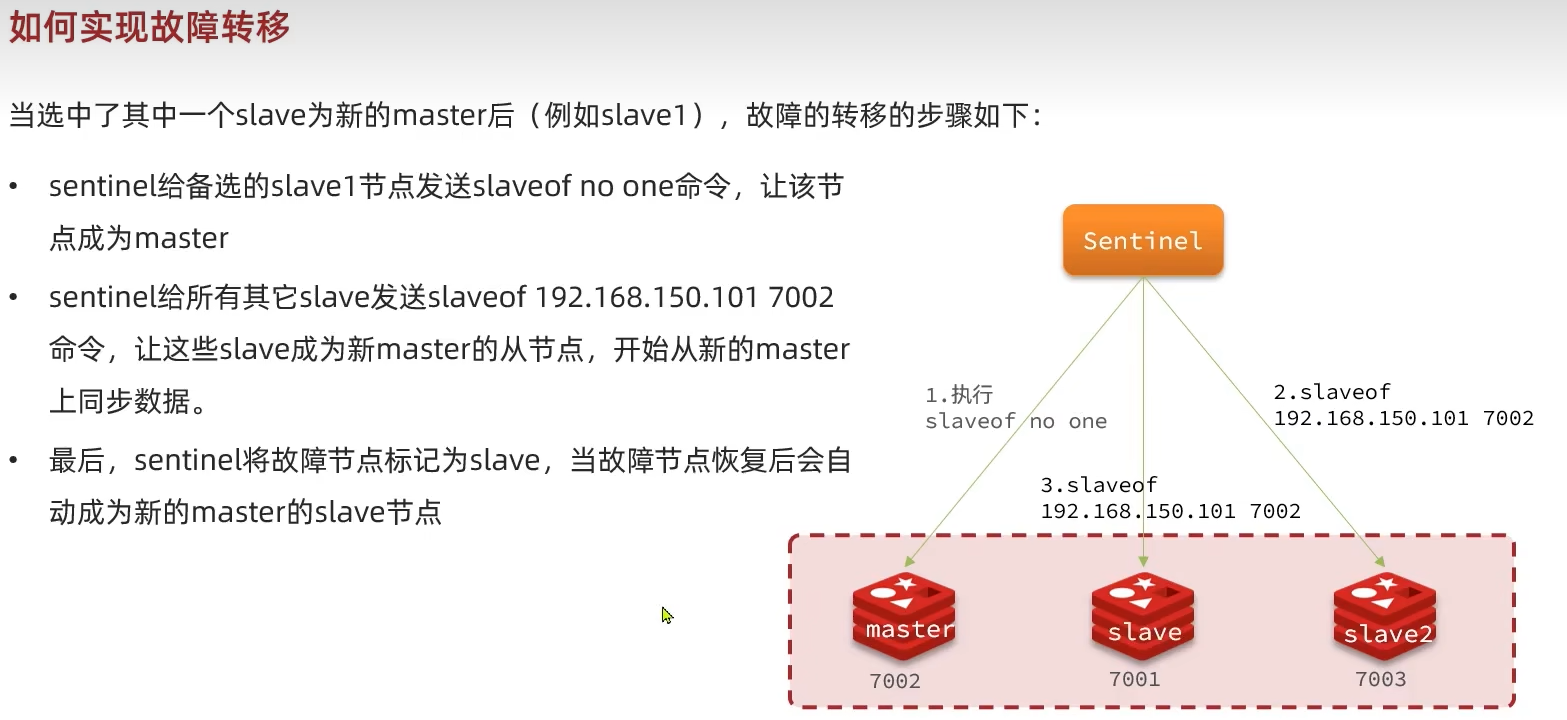 如何实现故障转移
当选中了其中一个slave为新的master后（例如slave1），故障的转移的步骤如下：
• sentinel给备选的slave1节点发送slaveof no one命令，让该节
点成为master
• sentinel给所有其它slave发送slaveof 192.168.150.101 7002
命令，让这些slave成为新master的从节点，开始从新的master
上同步数据。
• 最后，sentinel将故障节点标记为slave，当故障节点恢复后会自
动成为新的master的slave节点
Sentinel
1.执行
slaveof no one
2.slaveof
192.168.150.101 7002
3.slaveof
192.168.150.101 7002
master
slave
slave2
7002
7001
7003